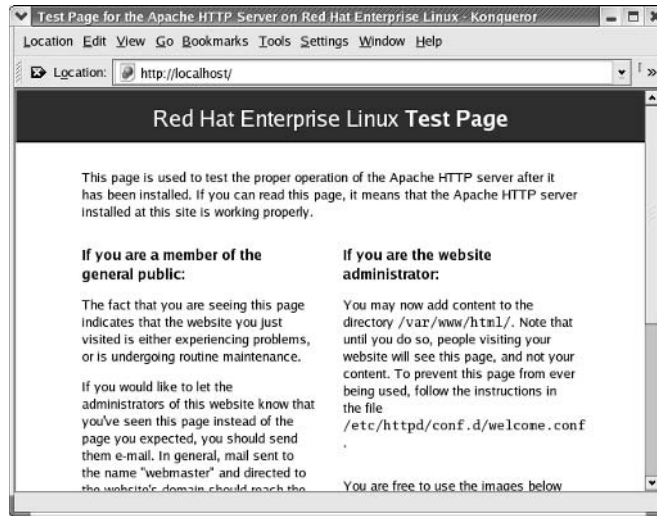 Test Page for the Apache HTTP Server on Red Hat Enterprise Linux - Konqueror
Location Edit View Go Bookmarks Tools Settings Window Help
Location: http://localhost/
Red Hat Enterprise Linux Test Page
This page is used to test the proper operation of the Apache HTTP server after it
has been installed. If you can read this page, it means that the Apache HTTP server
installed at this site is working properly.
If you are a member of the
general public:
The fact that you are seeing this page
indicates that the website you just
visited is either experiencing problems,
or is undergoing routine maintenance.
If you would like to let the
administrators of this website know that
you've seen this page instead of the
page you expected, you should send
them e-mail. In general, mail sent to
the name "webmaster" and directed to
the website's domain should reach the
If you are the website
administrator:
You may now add content to the
directory /var/www/html/. Note that
until you do so, people visiting your
website will see this page, and not your
content. To prevent this page from ever
being used, follow the instructions in
the file
/etc/httpd/conf.d/welcome.conf
.
You are free to use the images below